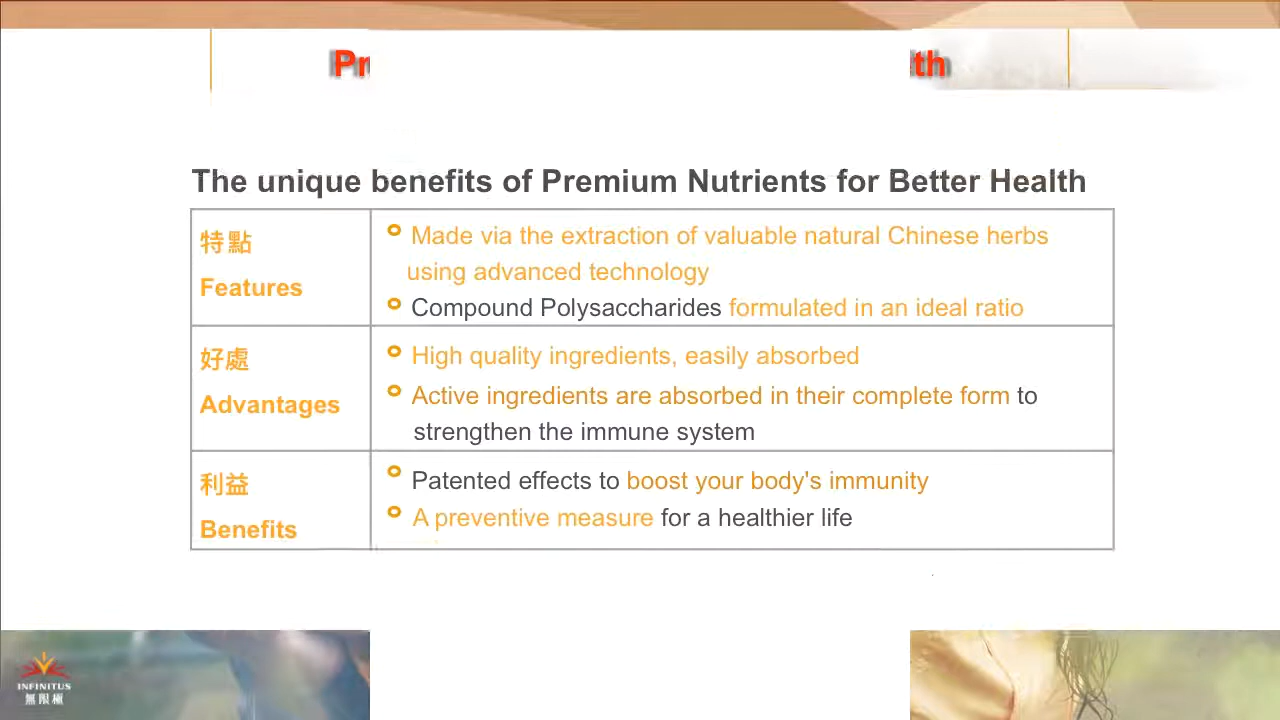 The unique benefits of Premium Nutrients for Better Health
特點
Features
Made via the extraction of valuable natural Chinese herbs
using advanced technology
Compound Polysaccharides formulated in an ideal ratio
好處
Advantages
High quality ingredients, easily absorbed
Active ingredients are absorbed in their complete form to
strengthen the immune system
利益
Benefits
Patented effects to boost your body's immunity
A preventive measure for a healthier life
INFINITUS
無限極